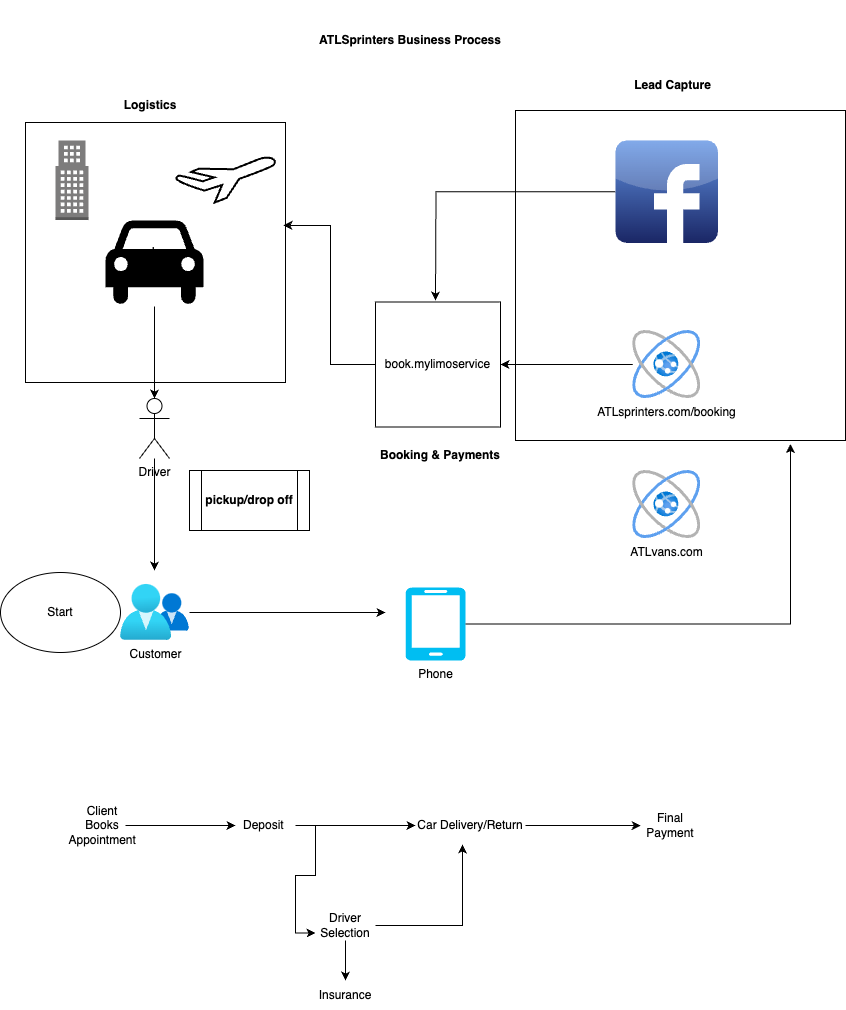 ATLSprinters Business Process
Lead Capture
Logistics
book.mylimoservice
ATLsprinters.com/booking
Booking & Payments
Driver
pickup/drop off
ATLvans.com
Start
Customer
Phone
Client
Books
Appointment
Deposit
Car Delivery/Return
Final
Payment
Driver
Selection
Insurance